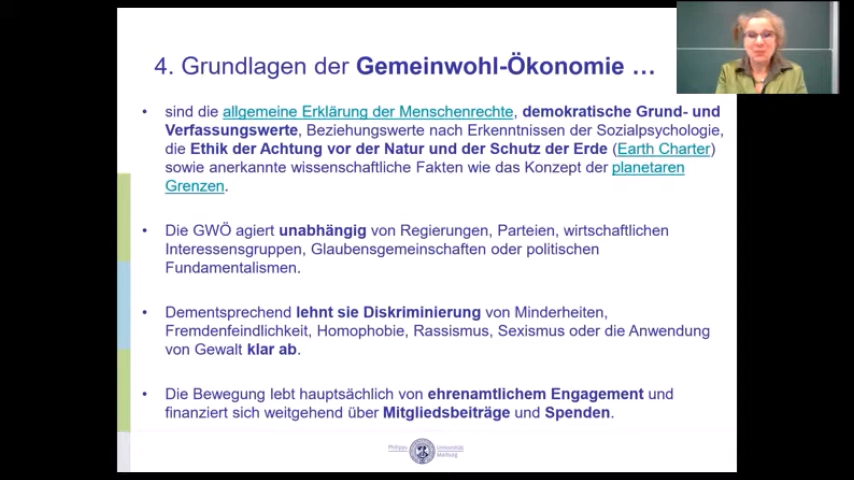 4. Grundlagen der Gemeinwohl-Ökonomie …
• sind die allgemeine Erklärung der Menschenrechte, demokratische Grund- und
Verfassungswerte, Beziehungswerte nach Erkenntnissen der Sozialpsychologie,
die Ethik der Achtung vor der Natur und der Schutz der Erde (Earth Charter)
sowie anerkannte wissenschaftliche Fakten wie das Konzept der planetaren
Grenzen.
• Die GWÖ agiert unabhängig von Regierungen, Parteien, wirtschaftlichen
Interessensgruppen, Glaubensgemeinschaften oder politischen
Fundamentalismen.
• Dementsprechend lehnt sie Diskriminierung von Minderheiten,
Fremdenfeindlichkeit, Homophobie, Rassismus, Sexismus oder die Anwendung
von Gewalt klar ab.
• Die Bewegung lebt hauptsächlich von ehrenamtlichem Engagement und
finanziert sich weitgehend über Mitgliedsbeiträge und Spenden.
Philipps Universität
Marburg